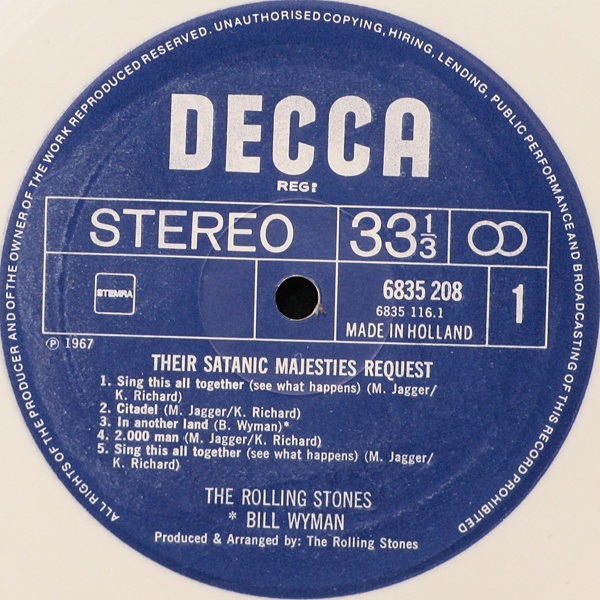 ALL RIGHTS OF THE PRODUCER AND OF THE OWNER OF THE WORK REPRODUCED RESERVED. UNAUTHORISED COPYING, HIRING, LENDING, PUBLIC PERFORMANCE AND BROADCASTING OF THIS RECORD PROHIBITED
DECCA
REG?
STEREO 33 1/3
STEMRA
6835 208
6835 116.1
MADE IN HOLLAND
1
℗ 1967
THEIR SATANIC MAJESTIES REQUEST
1. Sing this all together (see what happens) (M. Jagger/
K. Richard)
2. Citadel (M. Jagger/K. Richard)
3. In another land (B. Wyman)*
4. 2.000 man (M. Jagger/K. Richard)
5. Sing this all together (see what happens) (M. Jagger/
K. Richard)
THE ROLLING STONES
* BILL WYMAN
Produced & Arranged by: The Rolling Stones